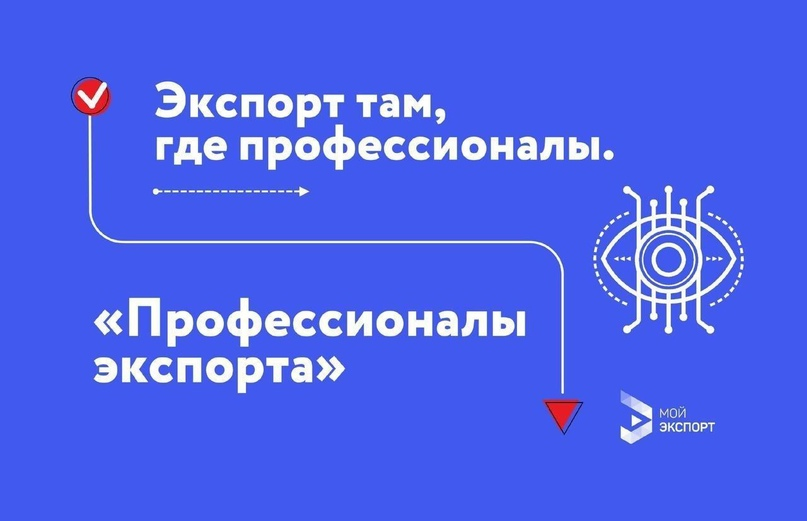 Экспорт там,
где профессионалы.
«Профессионалы
экспорта»
МОЙ
ЭКСПОРТ